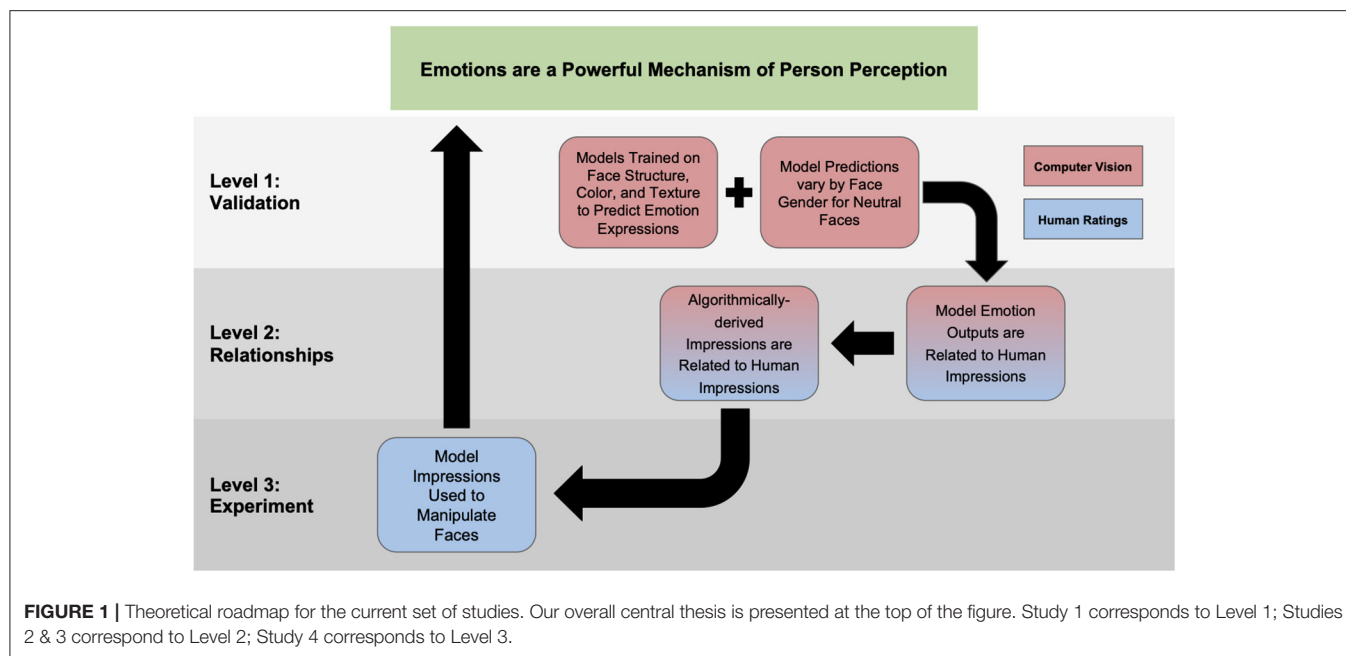 Emotions are a Powerful Mechanism of Person Perception
Level 1:
Validation
Models Trained on
Face Structure,
Color, and Texture
to Predict Emotion
Expressions
Model Predictions
vary by Face
Gender for Neutral
Faces
Computer Vision
Human Ratings
Level 2:
Relationships
Algorithmically-
derived
Impressions are
Related to Human
Impressions
Model Emotion
Outputs are
Related to Human
Impressions
Level 3:
Experiment
Model
Impressions
Used to
Manipulate
Faces
FIGURE 1 | Theoretical roadmap for the current set of studies. Our overall central thesis is presented at the top of the figure. Study 1 corresponds to Level 1; Studies
2 & 3 correspond to Level 2; Study 4 corresponds to Level 3.